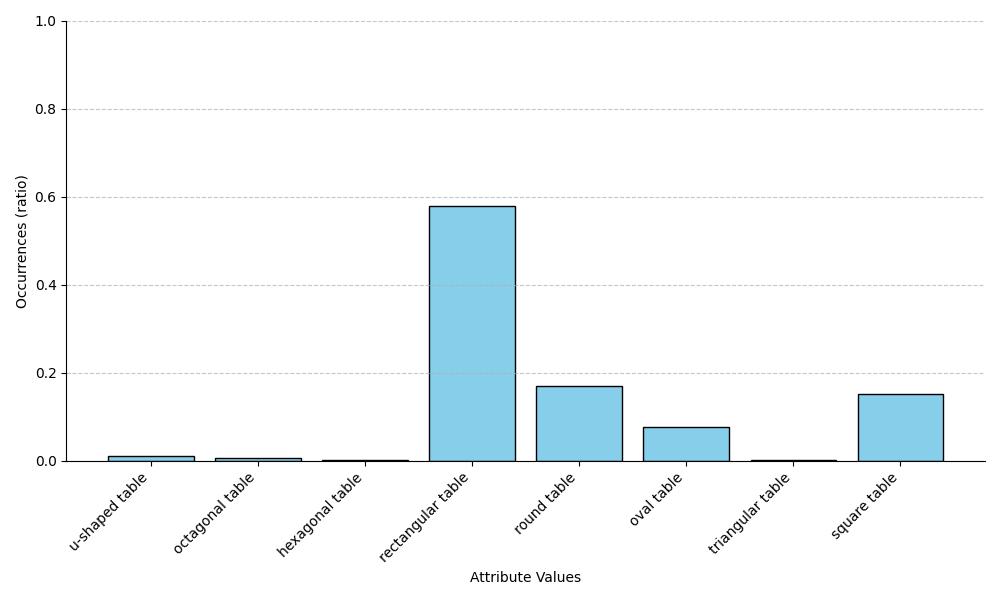 1.0
0.8
0.6
0.4
0.2
0.0
Occurrences (ratio)
u-shaped table
octagonal table
hexagonal table
rectangular table
round table
oval table
triangular table
square table
Attribute Values